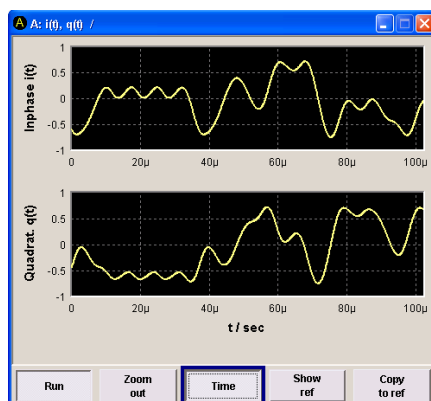 A: i(t), q(t) /
Inphase i(t)
1
0.5
0
-0.5
-1
0 20µ 40µ 60µ 80µ 100µ
Quadrat. q(t)
1
0.5
0
-0.5
-1
0 20µ 40µ 60µ 80µ 100µ
t / sec
Run
Zoom
out
Time
Show
ref
Copy
to ref